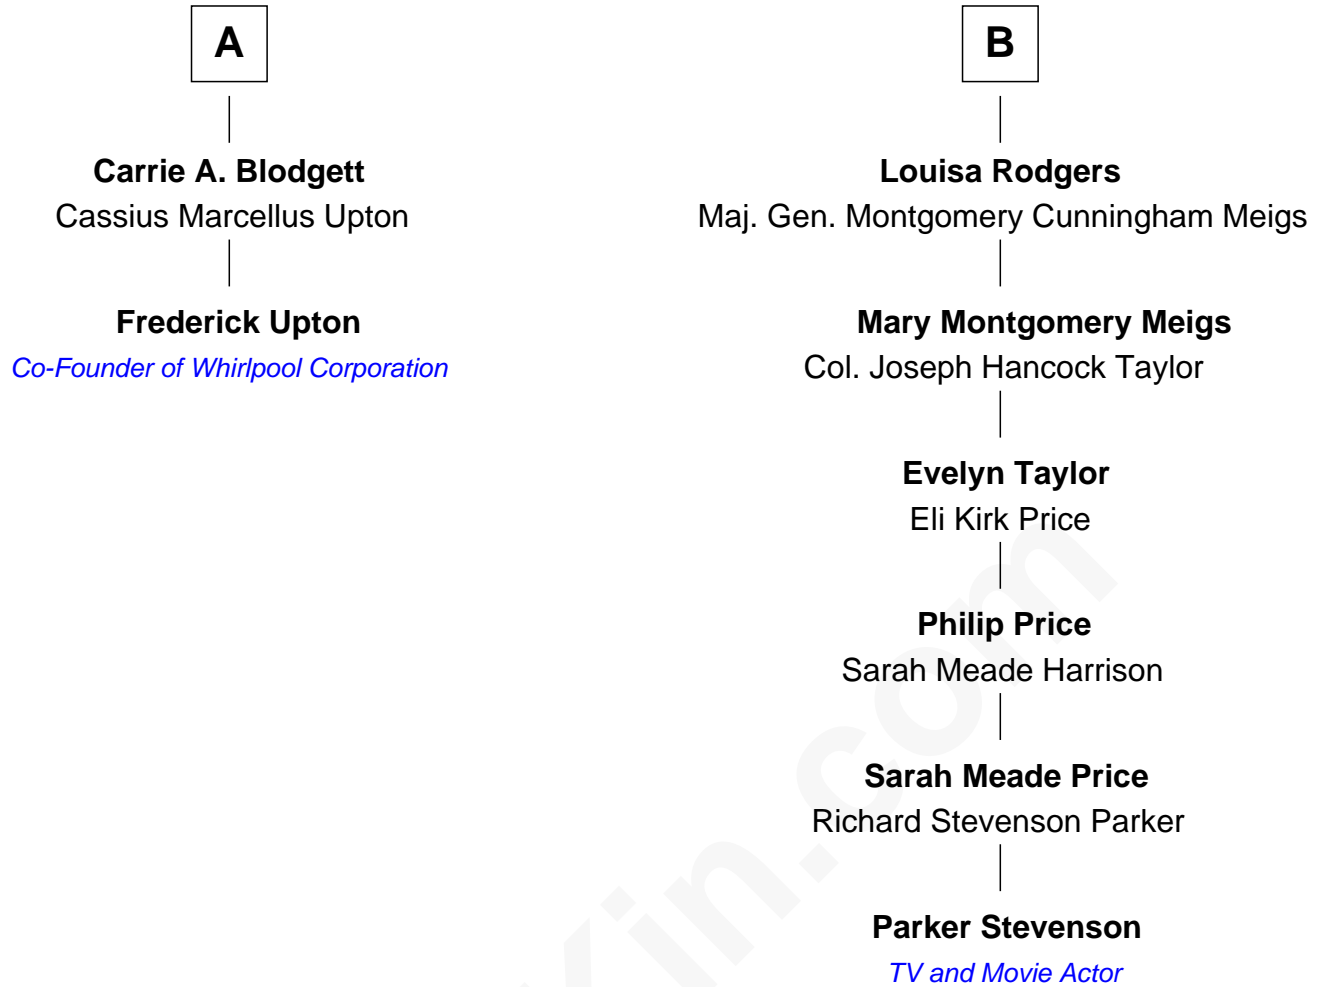 A
Carrie A. Blodgett
Cassius Marcellus Upton
Frederick Upton
Co-Founder of Whirlpool Corporation
B
Louisa Rodgers
Maj. Gen. Montgomery Cunningham Meigs
Mary Montgomery Meigs
Col. Joseph Hancock Taylor
Evelyn Taylor
Eli Kirk Price
Philip Price
Sarah Meade Harrison
Sarah Meade Price
Richard Stevenson Parker
Parker Stevenson
TV and Movie Actor
Kin.com